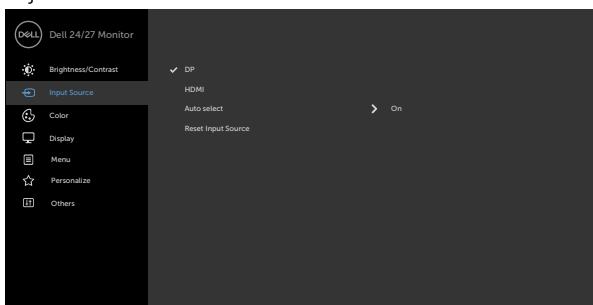 DELL Dell 24/27 Monitor
Brightness/Contrast
DP
Input Source
HDMI
Color
Auto select On
Display
Reset Input Source
Menu
Personalize
Others